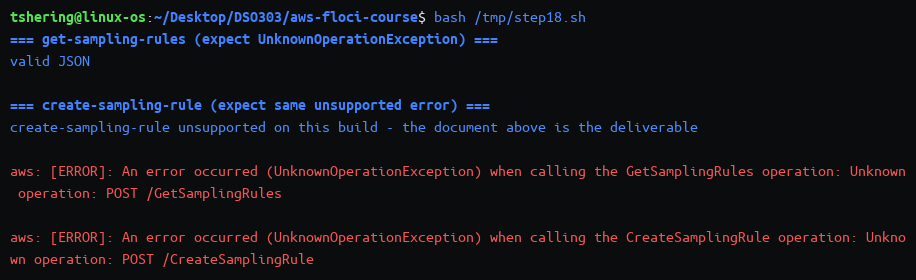 tshering@linux-os:~/Desktop/DSO303/aws-floci-course$ bash /tmp/step18.sh
=== get-sampling-rules (expect UnknownOperationException) ===
valid JSON
=== create-sampling-rule (expect same unsupported error) ===
create-sampling-rule unsupported on this build - the document above is the deliverable
aws: [ERROR]: An error occurred (UnknownOperationException) when calling the GetSamplingRules operation: Unknown
 operation: POST /GetSamplingRules
aws: [ERROR]: An error occurred (UnknownOperationException) when calling the CreateSamplingRule operation: Unkno
wn operation: POST /CreateSamplingRule